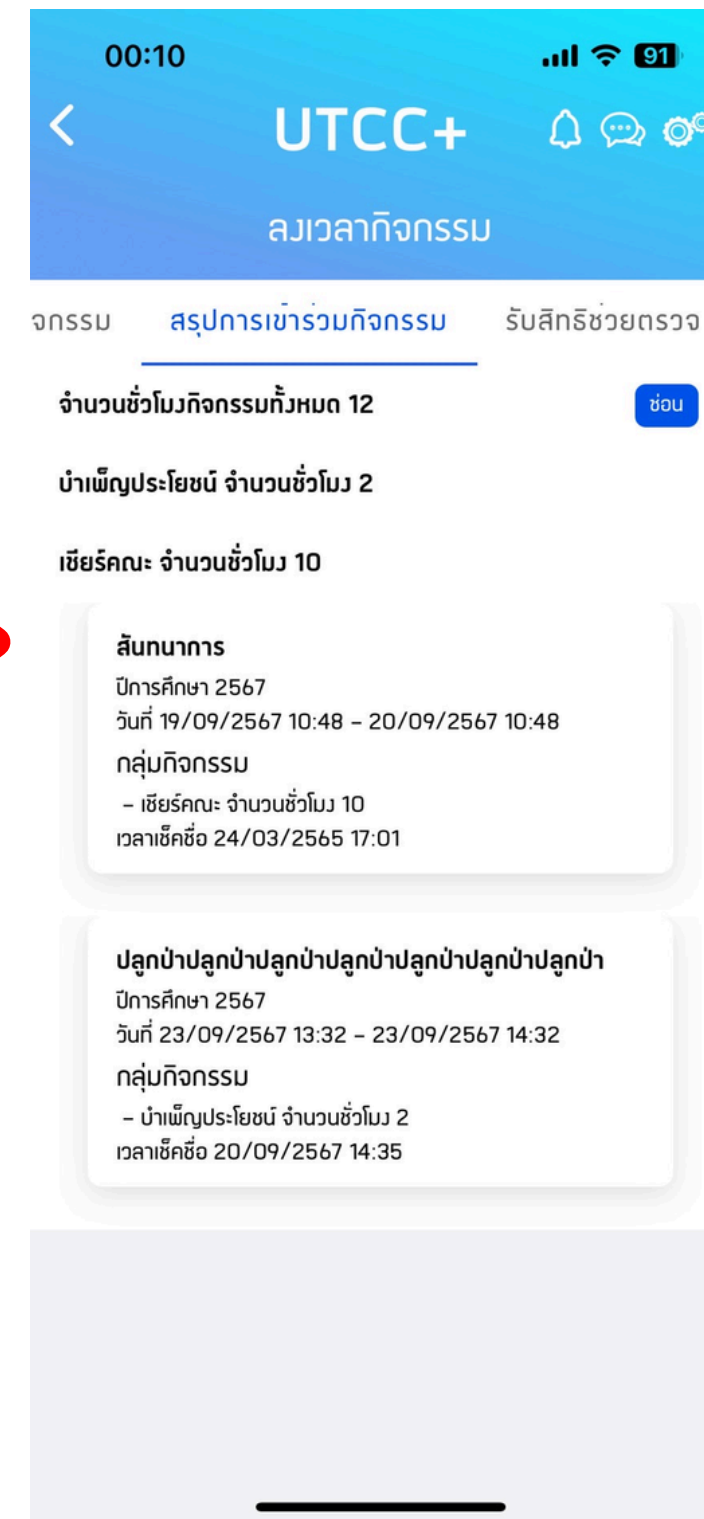 00:10
91
UTCC+
ลงเวลากิจกรรม
จกรรม สรุปการเข้าร่วมกิจกรรม รับสิทธิช่วยตรวจ
จำนวนชั่วโมงกิจกรรมทั้งหมด 12 ซ่อน
บำเพ็ญประโยชน์ จำนวนชั่วโมง 2
เชียร์คณะ จำนวนชั่วโมง 10
สันทนาการ
ปีการศึกษา 2567
วันที่ 19/09/2567 10:48 – 20/09/2567 10:48
กลุ่มกิจกรรม
– เชียร์คณะ จำนวนชั่วโมง 10
เวลาเช็คชื่อ 24/03/2565 17:01
ปลูกป่าปลูกป่าปลูกป่าปลูกป่าปลูกป่าปลูกป่าปลูกป่า
ปีการศึกษา 2567
วันที่ 23/09/2567 13:32 – 23/09/2567 14:32
กลุ่มกิจกรรม
– บำเพ็ญประโยชน์ จำนวนชั่วโมง 2
เวลาเช็คชื่อ 20/09/2567 14:35